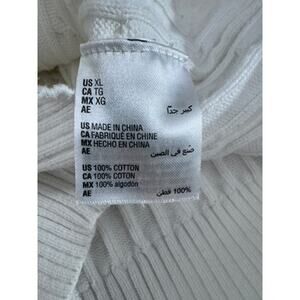 US XL
CA TG
MX XG
AE كبير جدًا
US MADE IN CHINA
CA FABRIQUÉ EN CHINE
MX HECHO EN CHINA
AE صنع في الصين
US 100% COTTON
CA 100% COTON
MX 100% algodón
AE 100% قطن